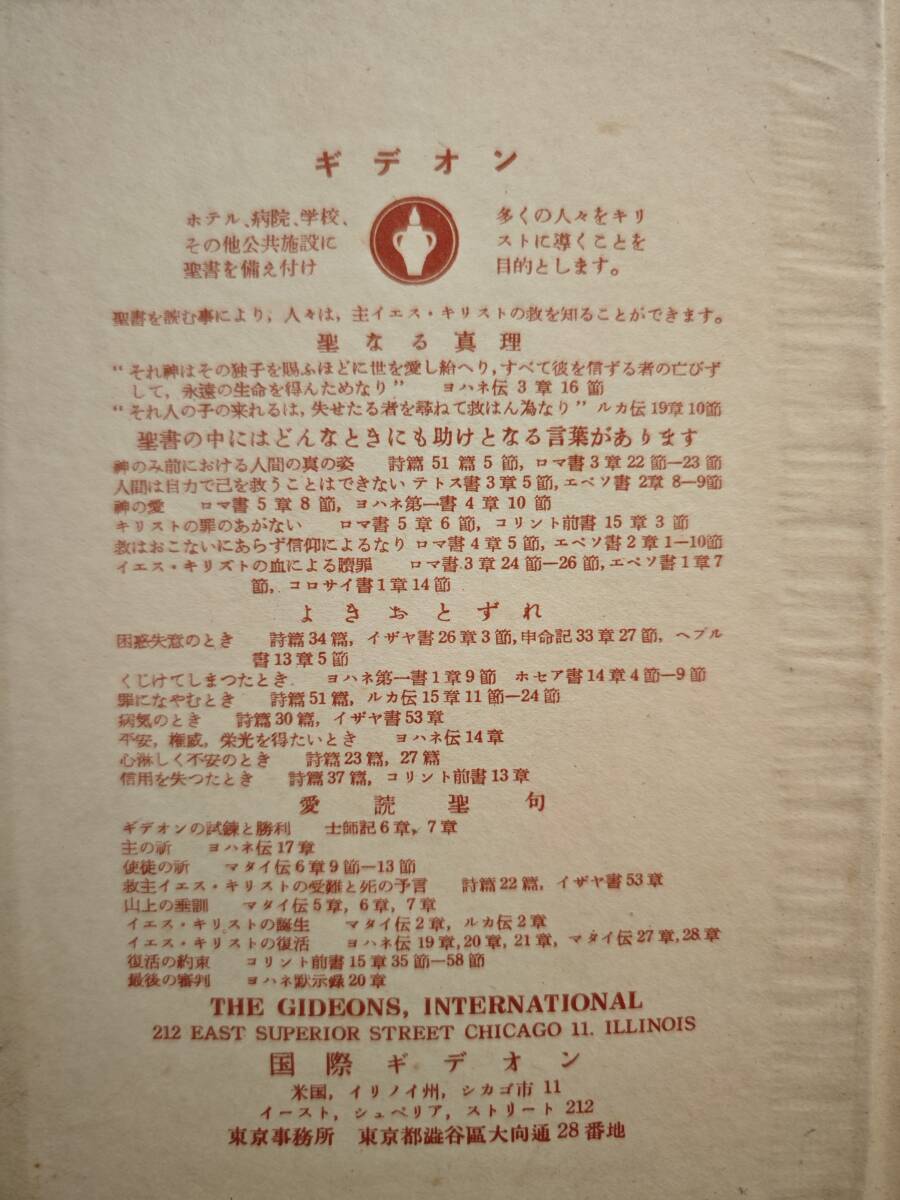 ギデオン
ホテル、病院、学校、
その他公共施設に
聖書を備え付け
多くの人々をキリ
ストに導くことを
目的とします。
聖書を読む事により, 人々は, 主イエス・キリストの救を知ることができます。
聖なる真理
“それ神はその独子を賜ふほどに世を愛し給へり, すべて彼を信ずる者の亡びず
して, 永遠の生命を得んためなり” ヨハネ伝 3 章 16 節
“それ人の子の来れるは, 失せたる者を尋ねて救はん為なり” ルカ伝 19章 10節
聖書の中にはどんなときにも助けとなる言葉があります
神のみ前における人間の真の姿 詩篇 51 篇 5 節, ロマ書 3 章 22 節—23 節
人間は自力で己を救うことはできない テトス書 3 章 5 節, エペソ書 2章 8—9節
神の愛 ロマ書 5 章 8 節, ヨハネ第一書 4 章 10 節
キリストの罪のあがない ロマ書 5 章 6 節, コリント前書 15 章 3 節
救はおこないにあらず信仰によるなり ロマ書 4 章 5 節, エペソ書 2 章 1—10節
イエス・キリストの血による贖罪 ロマ書 3 章 24 節—26 節, エペソ書 1 章 7
節, コロサイ書 1 章 14 節
よきおとずれ
困惑失意のとき 詩篇 34 篇, イザヤ書 26 章 3 節, 申命記 33 章 27 節, ヘブル
書 13 章 5 節
くじけてしまつたとき. ヨハネ第一書 1 章 9 節 ホセア書 14 章 4 節—9 節
罪になやむとき 詩篇 51 篇, ルカ伝 15 章 11 節—24 節
病気のとき 詩篇 30 篇, イザヤ書 53 章
平安, 権威, 栄光を得たいとき ヨハネ伝 14 章
心淋しく不安のとき 詩篇 23 篇, 27 篇
信用を失つたとき 詩篇 37 篇, コリント前書 13 章
愛読聖句
ギデオンの試錬と勝利 士師記 6 章, 7 章
主の祈 ヨハネ伝 17 章
使徒の祈 マタイ伝 6 章 9 節—13 節
救主イエス・キリストの受難と死の予言 詩篇 22 篇, イザヤ書 53 章
山上の垂訓 マタイ伝 5 章, 6 章, 7 章
イエス・キリストの誕生 マタイ伝 2 章, ルカ伝 2 章
イエス・キリストの復活 ヨハネ伝 19 章, 20 章, 21 章, マタイ伝 27 章, 28 章
復活の約束 コリント前書 15 章 35 節—58 節
最後の審判 ヨハネ黙示録 20 章
THE GIDEONS, INTERNATIONAL
212 EAST SUPERIOR STREET CHICAGO 11. ILLINOIS
国際ギデオン
米国, イリノイ州, シカゴ市 11
イースト, シュペリア, ストリート 212
東京事務所 東京都澁谷區大向通 28 番地